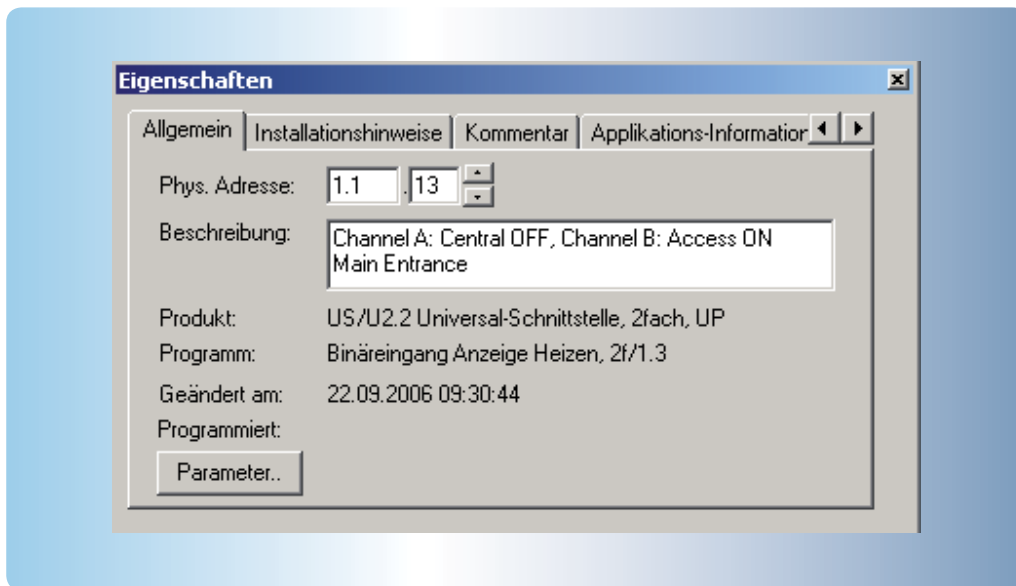 Eigenschaften
Allgemein Installationshinweise Kommentar Applikations-Information
Phys. Adresse: 1.1 .13
Beschreibung: Channel A: Central OFF, Channel B: Access ON
Main Entrance
Produkt: US/U2.2 Universal-Schnittstelle, 2fach, UP
Programm: Binäreingang Anzeige Heizen, 2f/1.3
Geändert am: 22.09.2006 09:30:44
Programmiert:
Parameter..